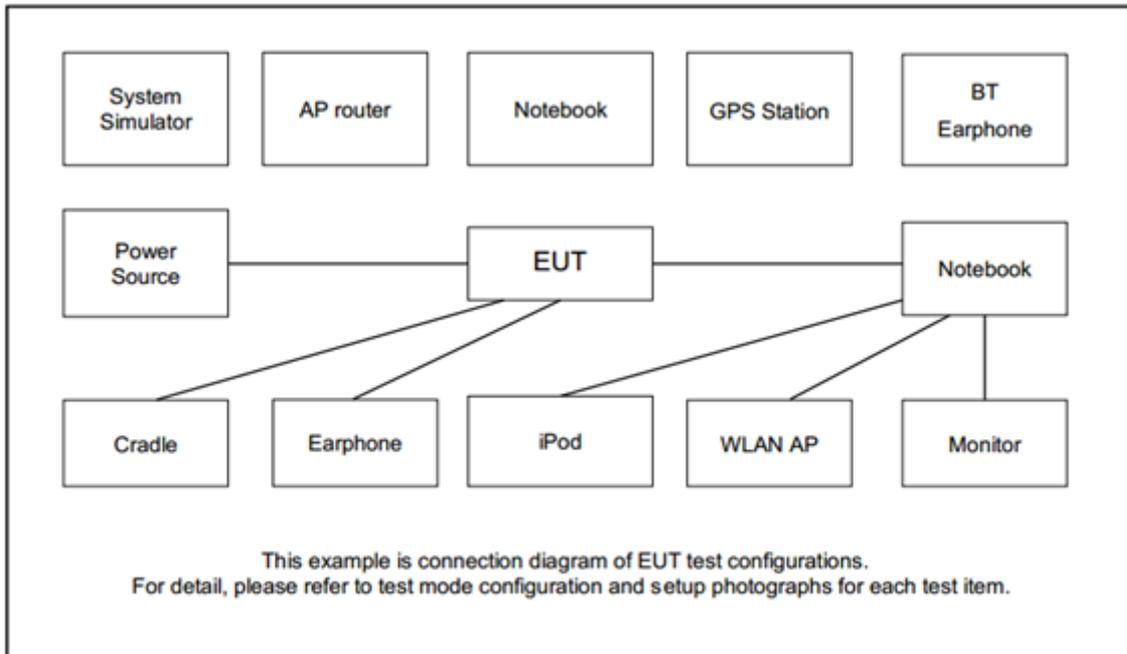 System
Simulator
AP router
Notebook
GPS Station
BT
Earphone
Power
Source
EUT
Notebook
Cradle
Earphone
iPod
WLAN AP
Monitor
This example is connection diagram of EUT test configurations.
For detail, please refer to test mode configuration and setup photographs for each test item.